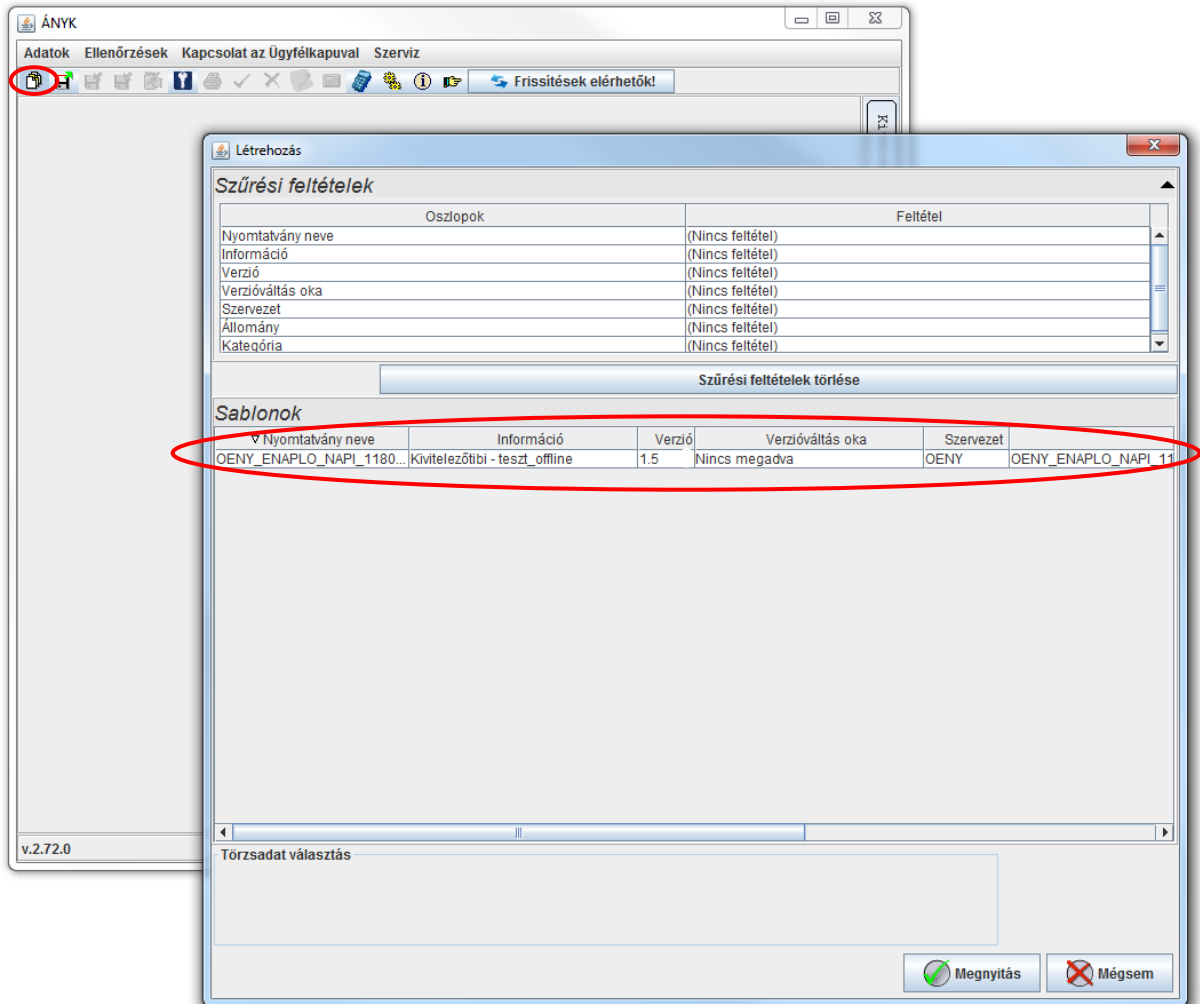 ÁNYK
Adatok Ellenőrzések Kapcsolat az Ügyfélkapuval Szerviz
Frissítések elérhetők!
Létrehozás
Szűrési feltételek
Oszlopok Feltétel
Nyomtatvány neve (Nincs feltétel)
Információ (Nincs feltétel)
Verzió (Nincs feltétel)
Verzióváltás oka (Nincs feltétel)
Szervezet (Nincs feltétel)
Állomány (Nincs feltétel)
Kategória (Nincs feltétel)
Szűrési feltételek törlése
Sablonok
Nyomtatvány neve Információ Verzió Verzióváltás oka Szervezet
OENY_ENAPLO_NAPI_1180... Kivitelezőtibi - teszt_offline 1.5 Nincs megadva OENY OENY_ENAPLO_NAPI_11
v.2.72.0
Törzsadat választás
Megnyitás Mégsem